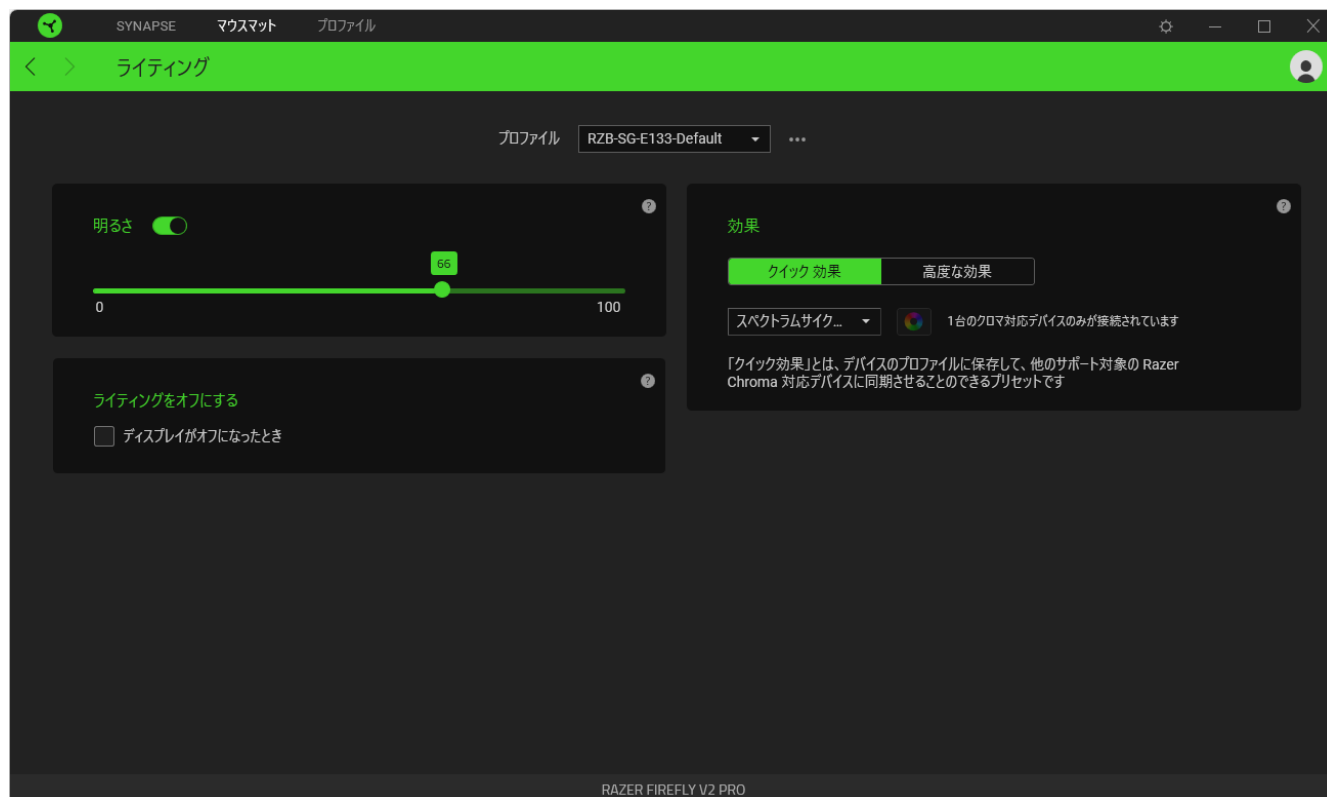 SYNAPSE マウスマット プロファイル
ライティング
プロファイル RZB-SG-E133-Default
明るさ
66
0 100
ライティングをオフにする
ディスプレイがオフになったとき
効果
クイック 効果 高度な効果
スペクトラムサイク... 1台のクロマ対応デバイスのみが接続されています
「クイック効果」とは、デバイスのプロファイルに保存して、他のサポート対象の Razer
Chroma 対応デバイスに同期させることのできるプリセットです
RAZER FIREFLY V2 PRO